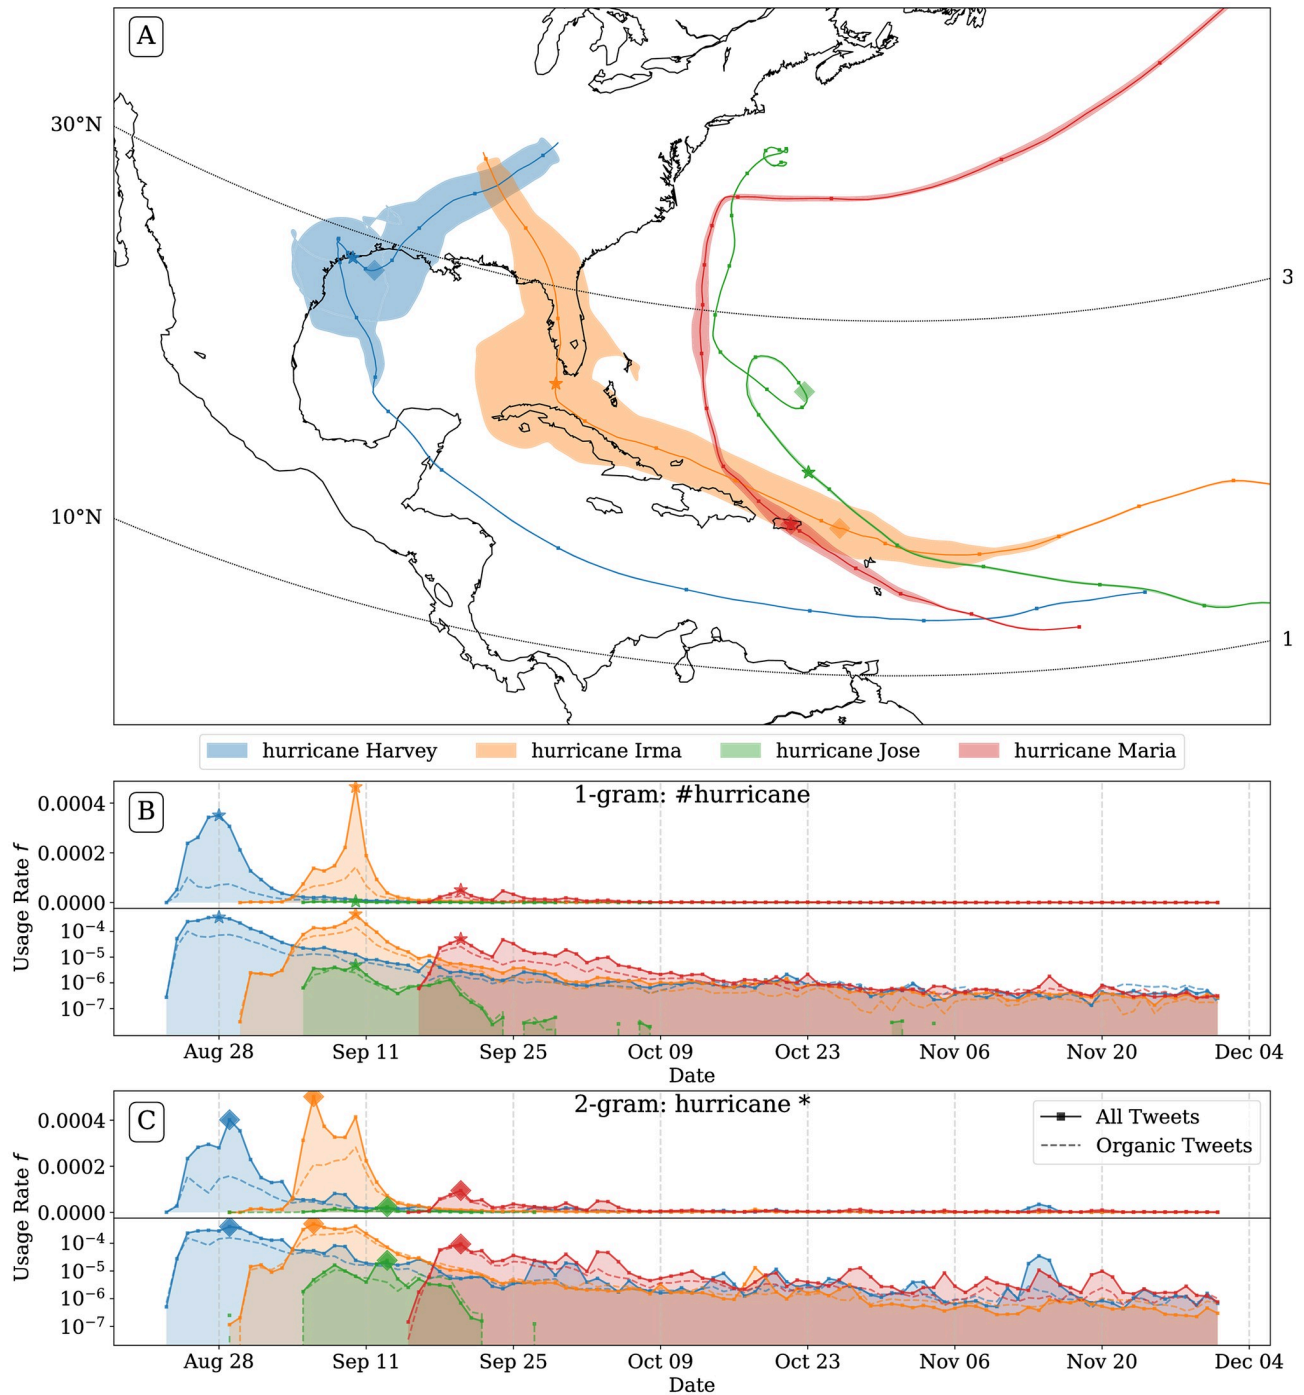 A
30°N
3
10°N
1
hurricane Harvey hurricane Irma hurricane Jose hurricane Maria
B
1-gram: #hurricane
0.0004
0.0002
0.0000
Usage Rate f
10⁻⁴
10⁻⁵
10⁻⁶
10⁻⁷
Aug 28 Sep 11 Sep 25 Oct 09 Oct 23 Nov 06 Nov 20 Dec 04
Date
C
2-gram: hurricane *
All Tweets
Organic Tweets
0.0004
0.0002
0.0000
Usage Rate f
10⁻⁴
10⁻⁵
10⁻⁶
10⁻⁷
Aug 28 Sep 11 Sep 25 Oct 09 Oct 23 Nov 06 Nov 20 Dec 04
Date